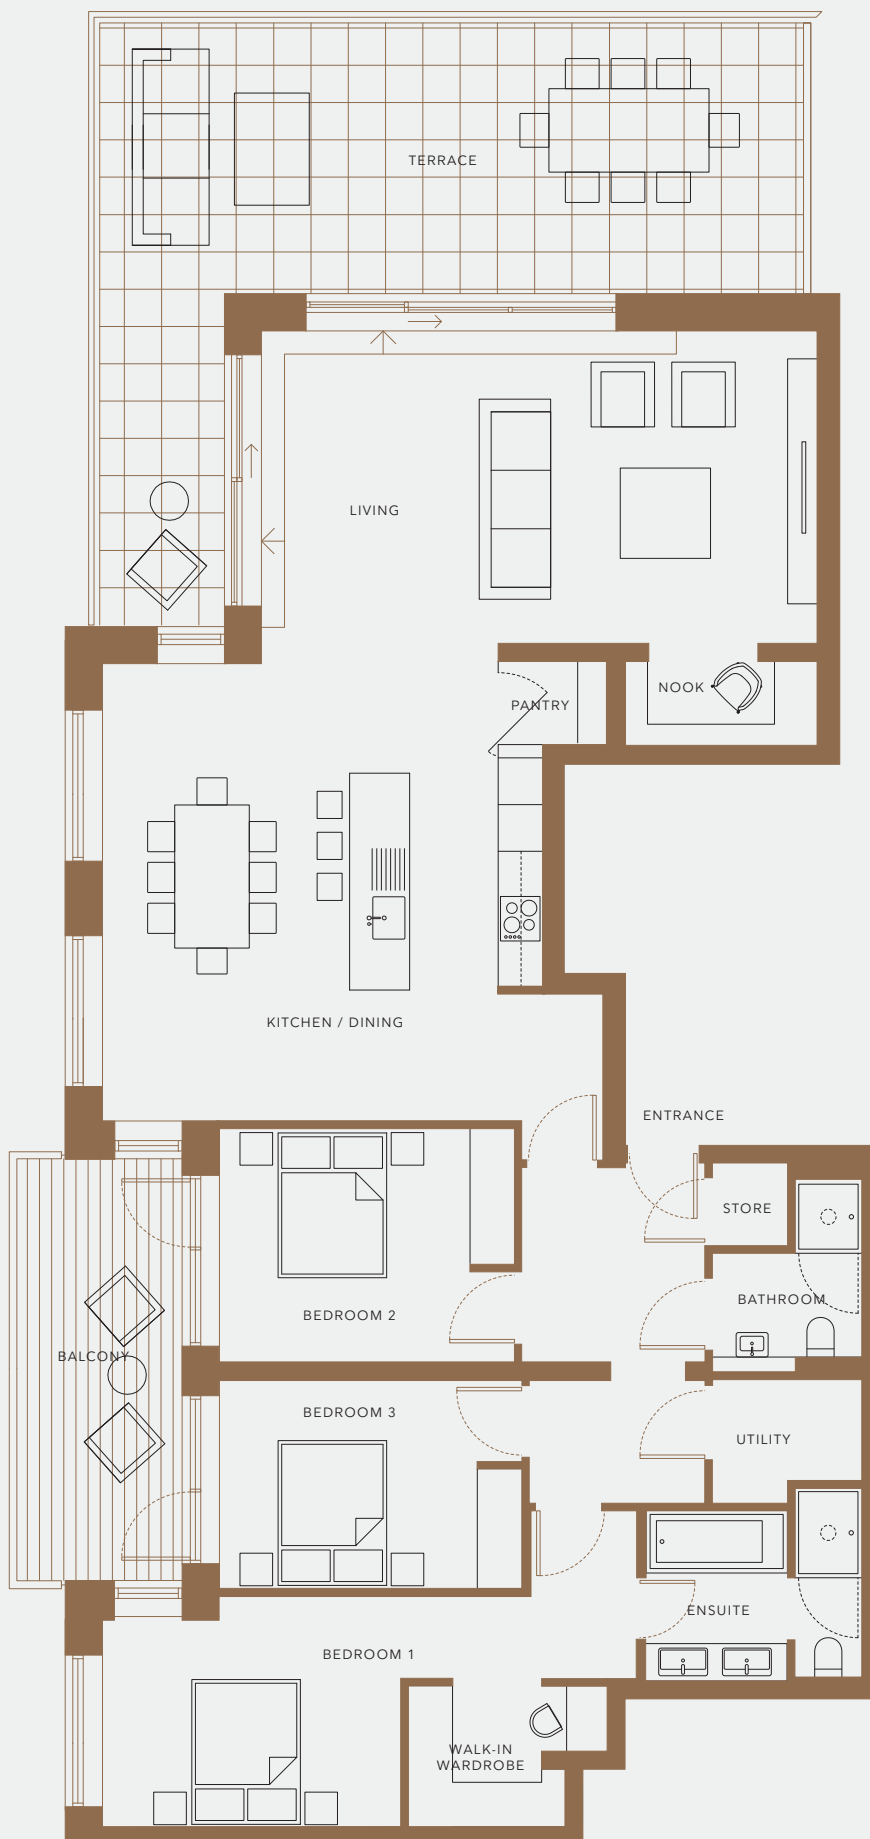 TERRACE
LIVING
NOOK
PANTRY
KITCHEN / DINING
ENTRANCE
STORE
BATHROOM
BEDROOM 2
BALCONY
BEDROOM 3
UTILITY
ENSUITE
BEDROOM 1
WALK-IN
WARDROBE